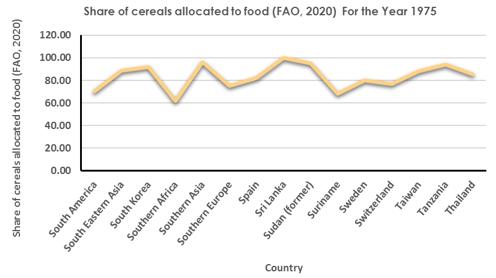 Share of cereals allocated to food (FAO, 2020)  For the Year 1975
Share of cereals allocated to food (FAO, 2020)
120.00
100.00
80.00
60.00
40.00
20.00
0.00
South America
South Eastern Asia
South Korea
Southern Africa
Southern Asia
Southern Europe
Spain
Sri Lanka
Sudan (former)
Suriname
Sweden
Switzerland
Taiwan
Tanzania
Thailand
Country